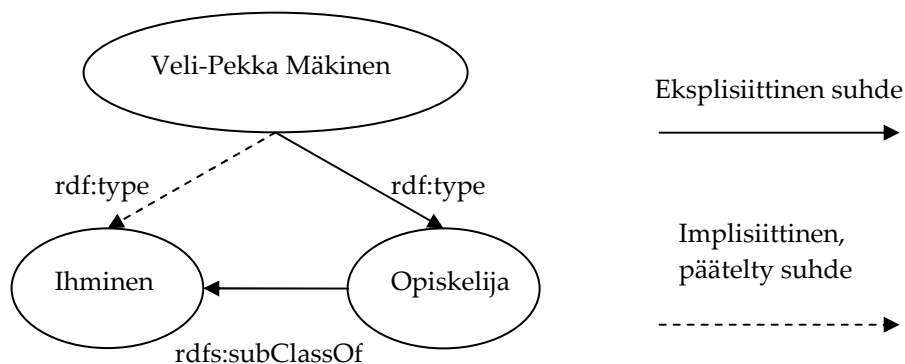 Veli-Pekka Mäkinen
Eksplisiittinen suhde
rdf:type
rdf:type
Ihminen
Opiskelija
Implisiittinen,
päätelty suhde
rdfs:subClassOf